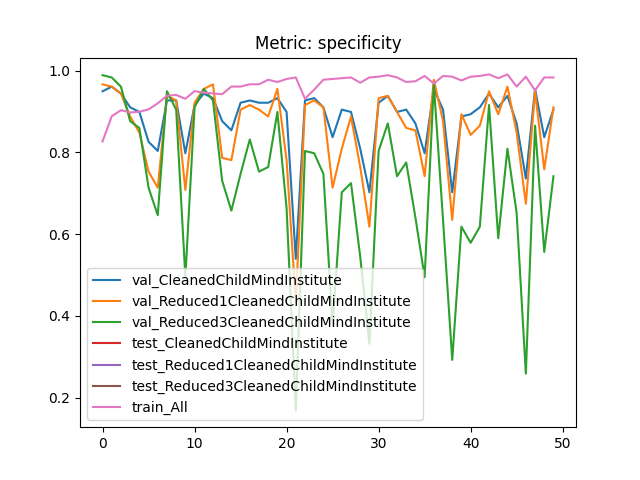 Metric: specificity
1.0
0.8
0.6
0.4
0.2
val_CleanedChildMindInstitute
val_Reduced1CleanedChildMindInstitute
val_Reduced3CleanedChildMindInstitute
test_CleanedChildMindInstitute
test_Reduced1CleanedChildMindInstitute
test_Reduced3CleanedChildMindInstitute
train_All
0 10 20 30 40 50